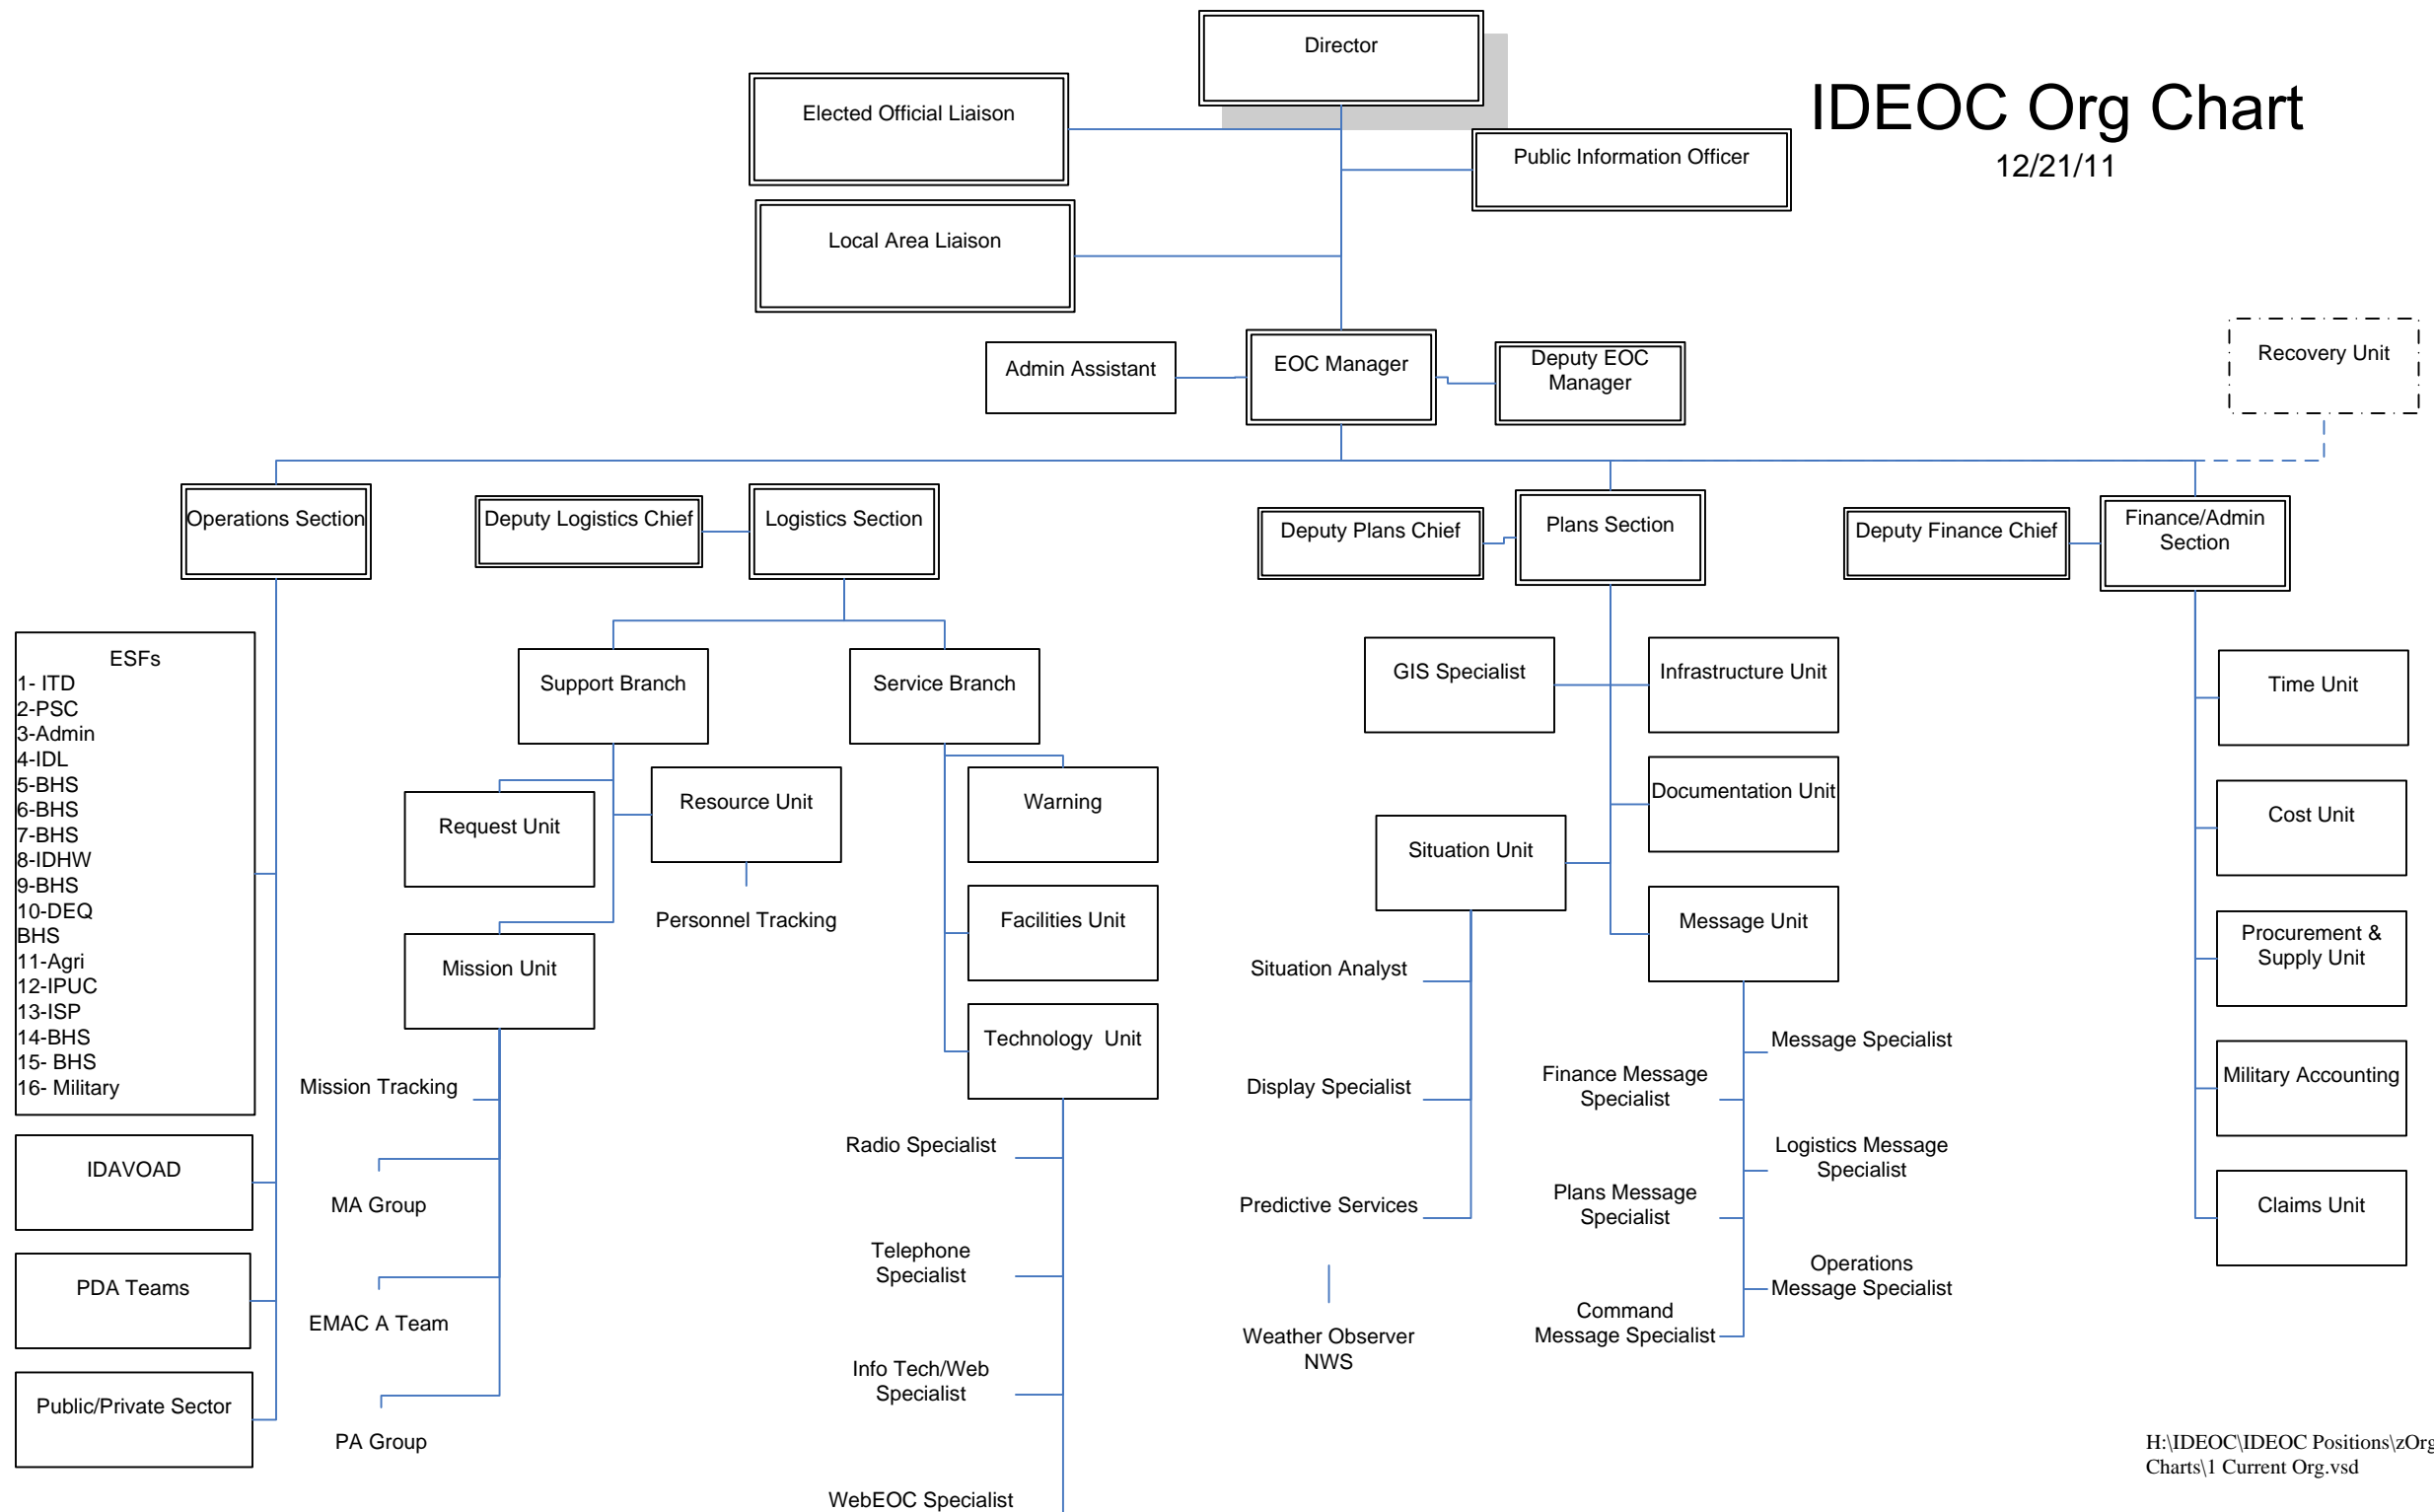 Director
IDEOC Org Chart
12/21/11
Elected Official Liaison
Public Information Officer
Local Area Liaison
Admin Assistant
EOC Manager
Deputy EOC
Manager
Recovery Unit
Operations Section
Deputy Logistics Chief
Logistics Section
Deputy Plans Chief
Plans Section
Deputy Finance Chief
Finance/Admin
Section
ESFs
1- ITD
2-PSC
3-Admin
4-IDL
5-BHS
6-BHS
7-BHS
8-IDHW
9-BHS
10-DEQ
BHS
11-Agri
12-IPUC
13-ISP
14-BHS
15- BHS
16- Military
IDAVOAD
PDA Teams
Public/Private Sector
Support Branch
Service Branch
Request Unit
Resource Unit
Personnel Tracking
Mission Unit
Mission Tracking
MA Group
EMAC A Team
PA Group
Warning
Facilities Unit
Technology  Unit
Radio Specialist
Telephone
Specialist
Info Tech/Web
Specialist
WebEOC Specialist
GIS Specialist
Infrastructure Unit
Documentation Unit
Situation Unit
Message Unit
Situation Analyst
Display Specialist
Predictive Services
Weather Observer
NWS
Message Specialist
Finance Message
Specialist
Logistics Message
Specialist
Plans Message
Specialist
Operations
Message Specialist
Command
Message Specialist
Time Unit
Cost Unit
Procurement &
Supply Unit
Military Accounting
Claims Unit
H:\IDEOC\IDEOC Positions\zOrg
Charts\1 Current Org.vsd